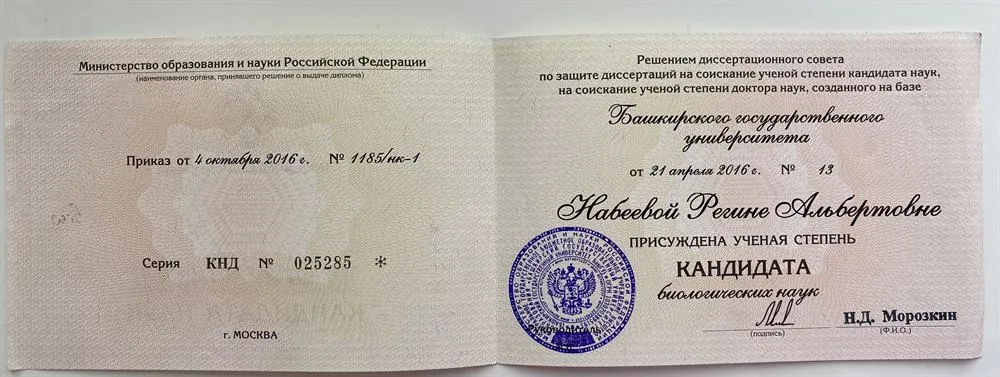 Министерство образования и науки Российской Федерации
(наименование органа, принявшего решение о выдаче диплома)
Приказ от 4 октября 2016 г. № 1185/нк-1
Серия КНД № 025285 *
г. МОСКВА
Решением диссертационного совета
по защите диссертаций на соискание ученой степени кандидата наук,
на соискание ученой степени доктора наук, созданного на базе
Башкирского государственного
университета
от 21 апреля 2016 г. № 13
Набеевой Регине Альбертовне
ПРИСУЖДЕНА УЧЕНАЯ СТЕПЕНЬ
КАНДИДАТА
биологических наук
Руководитель
Н.Д. Морозкин
(подпись) (Ф.И.О.)